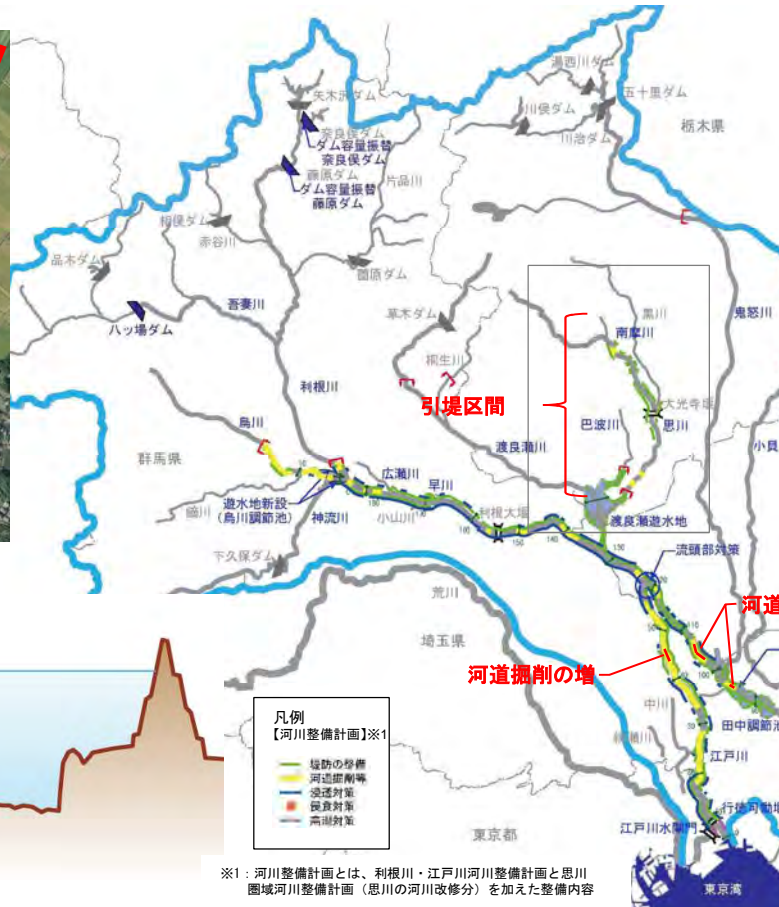 湯西川ダム
五十里ダム
川俣ダム
川治ダム
栃木県
矢木沢ダム
奈良俣ダム
ダム容量振替
奈良俣ダム
藤原ダム
ダム容量振替
藤原ダム
片品川
相俣ダム
赤谷川
品木ダム
薗原ダム
吾妻川
八ッ場ダム
草木ダム
桐生川
黒川
南摩川
鬼怒川
利根川
引堤区間
大光寺堰
思川
巴波川
渡良瀬川
小貝
烏川
群馬県
広瀬川
早川
利根大堰
遊水地新設
(烏川調節池)
鏑川
神流川
小山川
渡良瀬遊水地
下久保ダム
流頭部対策
荒川
埼玉県
河道
河道掘削の増
中川
田中調節池
江戸川
行徳可動堰
江戸川水閘門
東京都
東京湾
凡例
【河川整備計画】※1
堤防の整備
河道掘削等
浸透対策
侵食対策
高潮対策
※1:河川整備計画とは、利根川・江戸川河川整備計画と思川
圏域河川整備計画(思川の河川改修分)を加えた整備内容